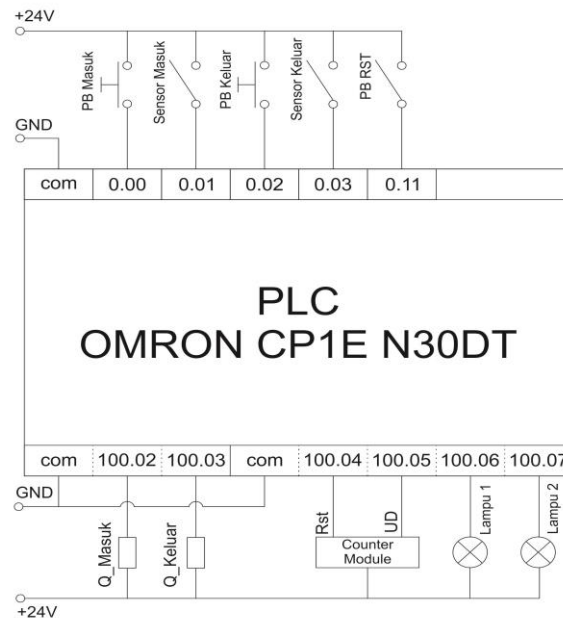 +24V
PB Masuk
Sensor Masuk
PB Keluar
Sensor Keluar
PB RST
GND
com 0.00 0.01 0.02 0.03 0.11
PLC
OMRON CP1E N30DT
com 100.02 100.03 com 100.04 100.05 100.06 100.07
GND
Q_Masuk
Q_Keluar
Rst
UD
Counter
Module
Lampu 1
Lampu 2
+24V